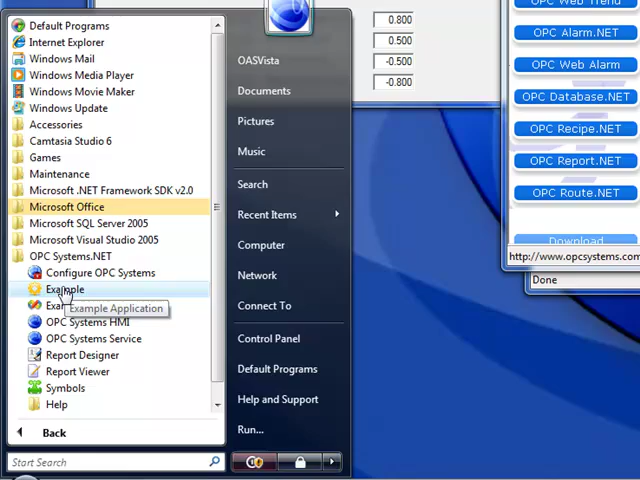 Default Programs
Internet Explorer
Windows Mail
Windows Media Player
Windows Movie Maker
Windows Update
Accessories
Camtasia Studio 6
Games
Maintenance
Microsoft .NET Framework SDK v2.0
Microsoft Office
Microsoft SQL Server 2005
Microsoft Visual Studio 2005
OPC Systems.NET
Configure OPC Systems
Example
Example Application
OPC Systems HMI
OPC Systems Service
Report Designer
Report Viewer
Symbols
Help
Back
Start Search
OASVista
Documents
Pictures
Music
Search
Recent Items
Computer
Network
Connect To
Control Panel
Default Programs
Help and Support
Run...
0.800
0.500
-0.500
-0.800
OPC Web Trend
OPC Alarm.NET
OPC Web Alarm
OPC Database.NET
OPC Recipe.NET
OPC Report.NET
OPC Route.NET
Download
http://www.opcsystems.com
Done